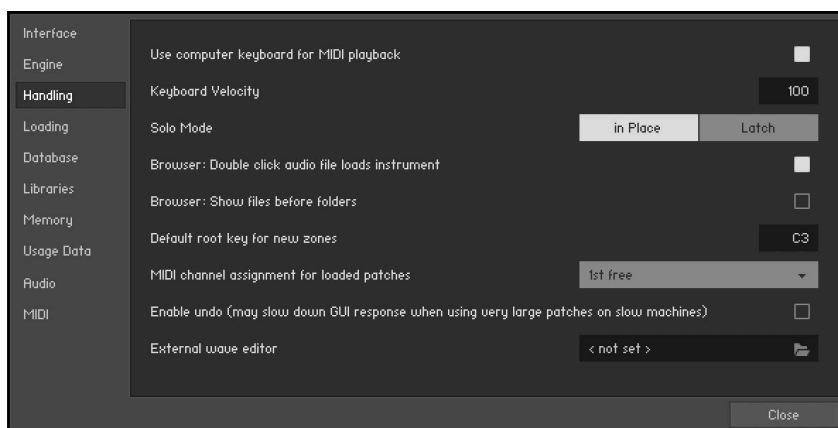 Interface
Engine
Handling
Loading
Database
Libraries
Memory
Usage Data
Audio
MIDI
Use computer keyboard for MIDI playback
Keyboard Velocity 100
Solo Mode in Place Latch
Browser: Double click audio file loads instrument
Browser: Show files before folders
Default root key for new zones C3
MIDI channel assignment for loaded patches 1st free
Enable undo (may slow down GUI response when using very large patches on slow machines)
External wave editor < not set >
Close